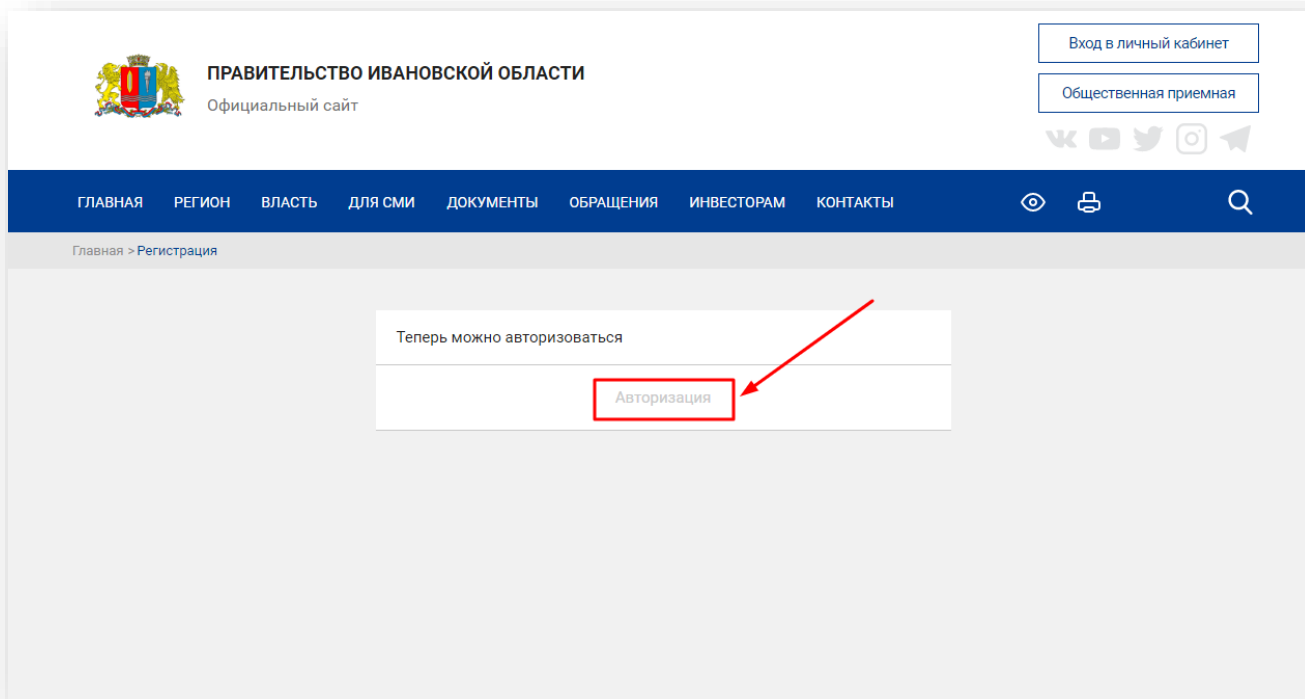 Вход в личный кабинет
ПРАВИТЕЛЬСТВО ИВАНОВСКОЙ ОБЛАСТИ
Официальный сайт
Общественная приемная
ГЛАВНАЯ РЕГИОН ВЛАСТЬ ДЛЯ СМИ ДОКУМЕНТЫ ОБРАЩЕНИЯ ИНВЕСТОРАМ КОНТАКТЫ
Главная > Регистрация
Теперь можно авторизоваться
Авторизация